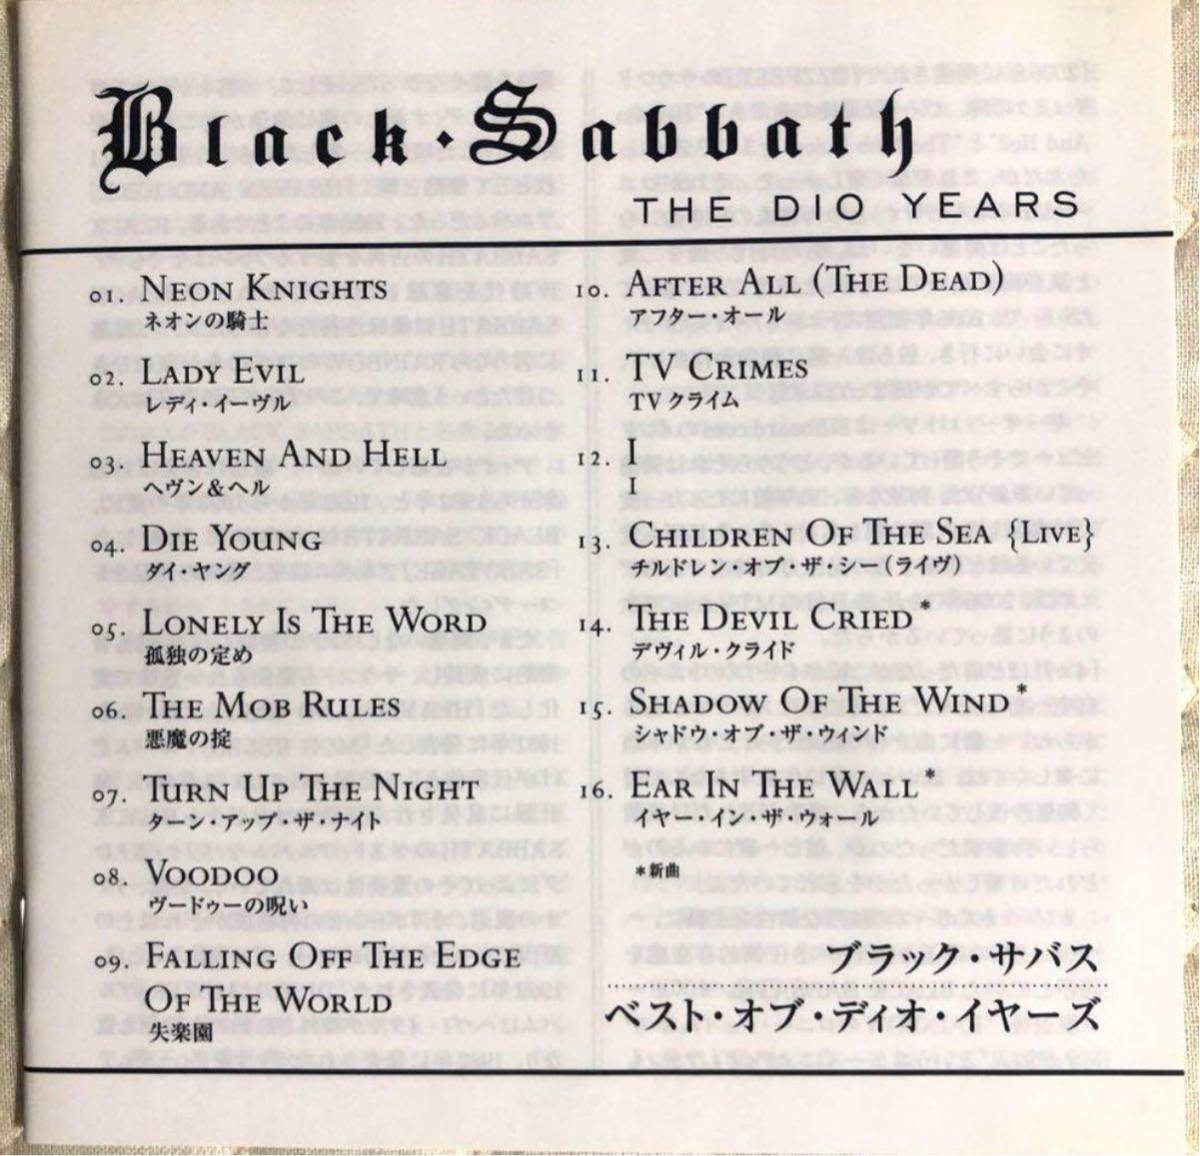 Black・Sabbath
THE DIO YEARS
01. NEON KNIGHTS
ネオンの騎士
02. LADY EVIL
レディ・イーヴル
03. HEAVEN AND HELL
ヘヴン＆ヘル
04. DIE YOUNG
ダイ・ヤング
05. LONELY IS THE WORD
孤独の定め
06. THE MOB RULES
悪魔の掟
07. TURN UP THE NIGHT
ターン・アップ・ザ・ナイト
08. VOODOO
ヴードゥーの呪い
09. FALLING OFF THE EDGE
OF THE WORLD
失楽園
10. AFTER ALL (THE DEAD)
アフター・オール
11. TV CRIMES
TVクライム
12. I
I
13. CHILDREN OF THE SEA {LIVE}
チルドレン・オブ・ザ・シー（ライヴ）
14. THE DEVIL CRIED *
デヴィル・クライド
15. SHADOW OF THE WIND *
シャドウ・オブ・ザ・ウィンド
16. EAR IN THE WALL *
イヤー・イン・ザ・ウォール
*新曲
ブラック・サバス
ベスト・オブ・ディオ・イヤーズ